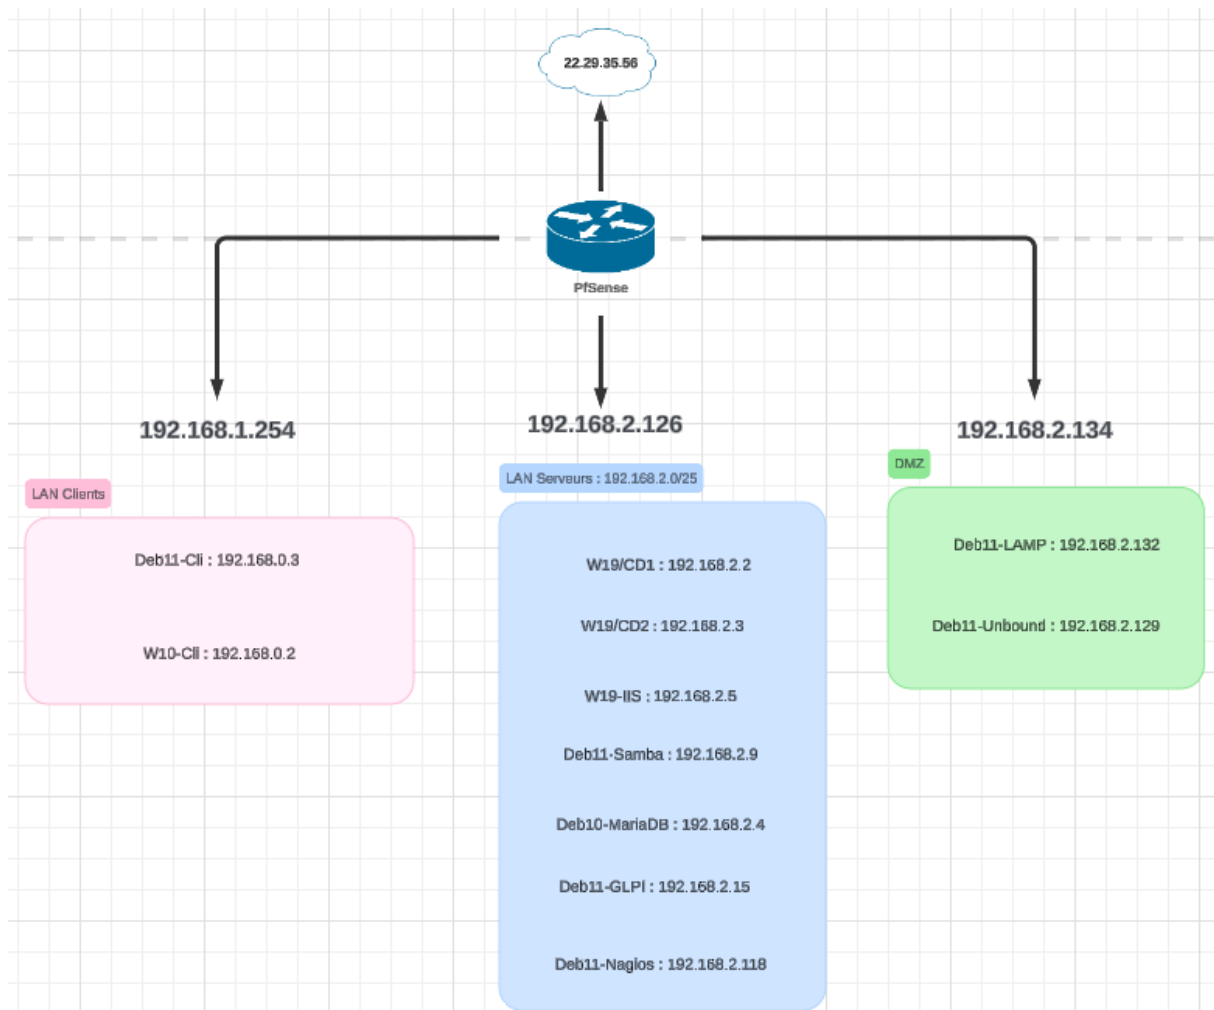 22.29.35.56
PfSense
192.168.1.254
192.168.2.126
192.168.2.134
LAN Clients
Deb11-Cli : 192.168.0.3
W10-Cli : 192.168.0.2
LAN Serveurs : 192.168.2.0/25
W19/CD1 : 192.168.2.2
W19/CD2 : 192.168.2.3
W19-IIS : 192.168.2.5
Deb11-Samba : 192.168.2.9
Deb10-MariaDB : 192.168.2.4
Deb11-GLPI : 192.168.2.15
Deb11-Nagios : 192.168.2.118
DMZ
Deb11-LAMP : 192.168.2.132
Deb11-Unbound : 192.168.2.129